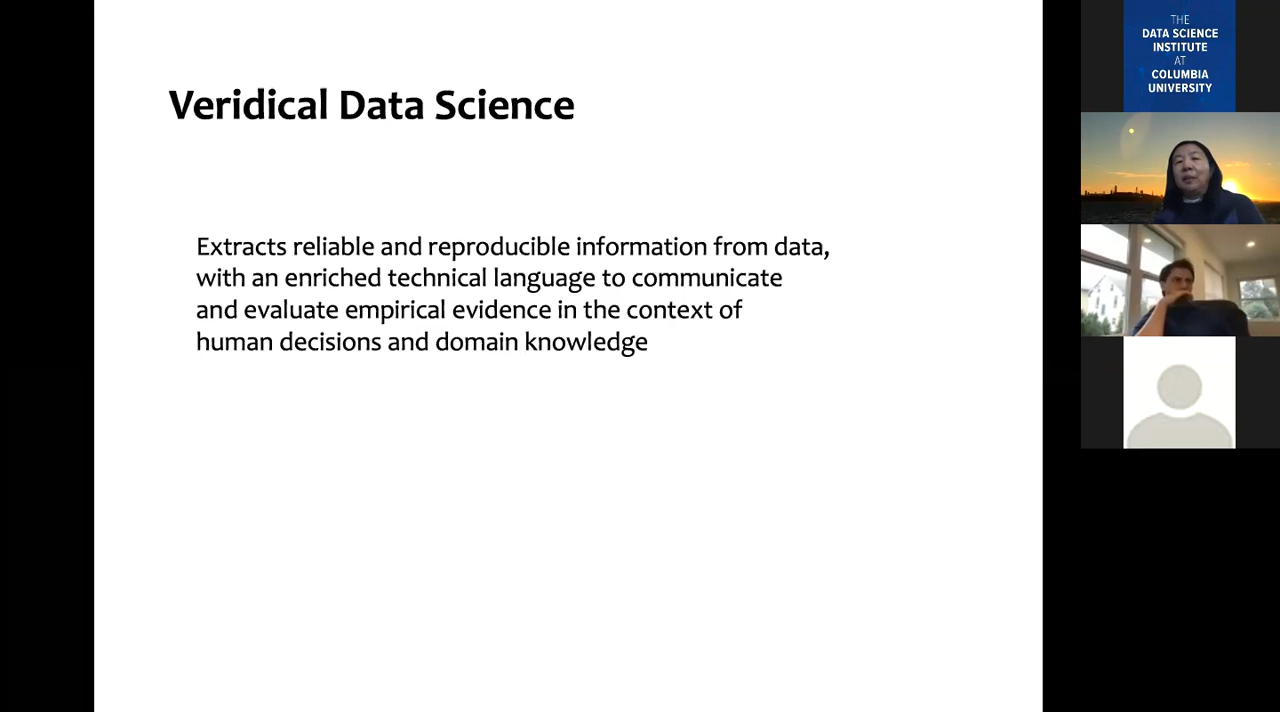 Veridical Data Science
Extracts reliable and reproducible information from data,
with an enriched technical language to communicate
and evaluate empirical evidence in the context of
human decisions and domain knowledge
THE
DATA SCIENCE
INSTITUTE
AT
COLUMBIA
UNIVERSITY